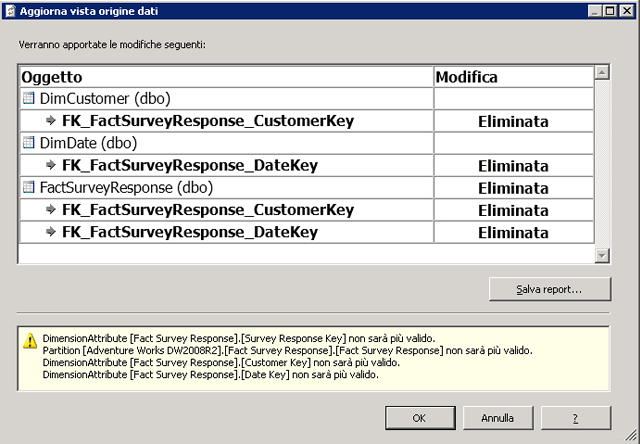 Aggiorna vista origine dati
Verranno apportate le modifiche seguenti:
Oggetto Modifica
DimCustomer (dbo)
FK_FactSurveyResponse_CustomerKey Eliminata
DimDate (dbo)
FK_FactSurveyResponse_DateKey Eliminata
FactSurveyResponse (dbo) Eliminata
FK_FactSurveyResponse_CustomerKey Eliminata
FK_FactSurveyResponse_DateKey Eliminata
Salva report...
DimensionAttribute [Fact Survey Response].[Survey Response Key] non sarà più valido.
Partition [Adventure Works DW2008R2].[Fact Survey Response].[Fact Survey Response] non sarà più valido.
DimensionAttribute [Fact Survey Response].[Customer Key] non sarà più valido.
DimensionAttribute [Fact Survey Response].[Date Key] non sarà più valido.
OK Annulla ?